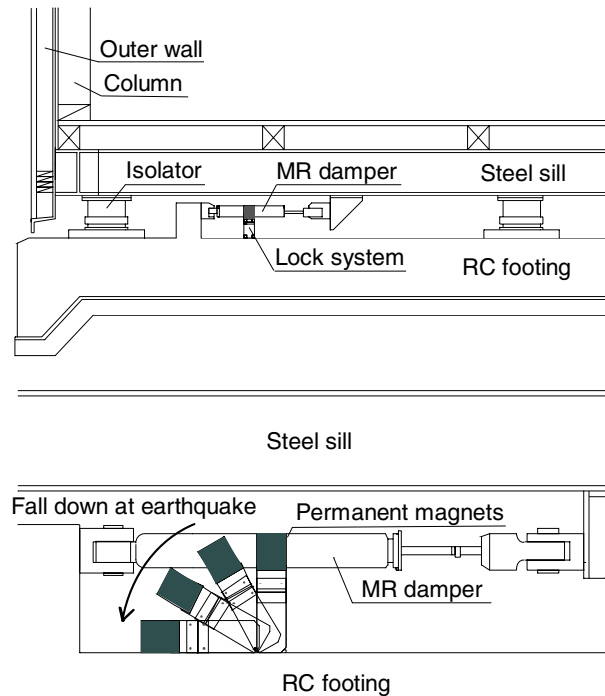 Outer wall
Column
Isolator
MR damper
Steel sill
Lock system
RC footing
Steel sill
Fall down at earthquake
Permanent magnets
MR damper
RC footing